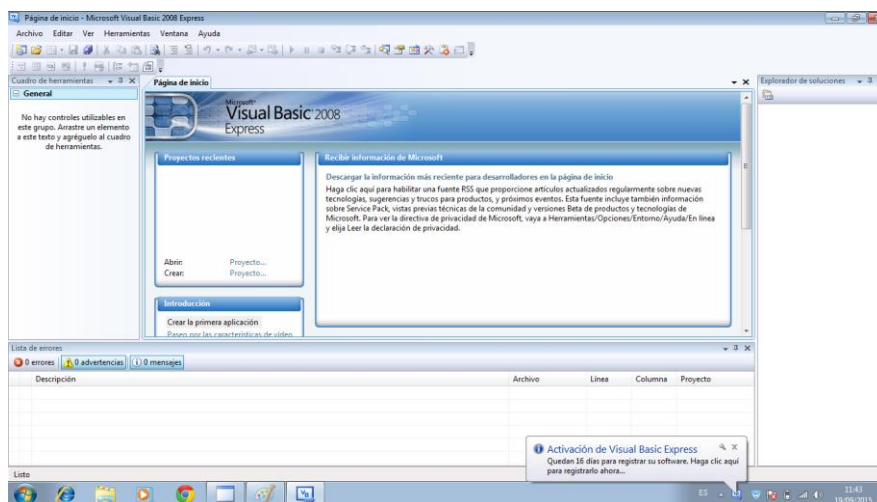 Página de inicio - Microsoft Visual Basic 2008 Express
Archivo Editar Ver Herramientas Ventana Ayuda
Cuadro de herramientas
General
No hay controles utilizables en
este grupo. Arrastre un elemento
a este texto y agréguelo al cuadro
de herramientas.
Página de inicio
Microsoft
Visual Basic 2008
Express
Proyectos recientes
Abrir: Proyecto...
Crear: Proyecto...
Introducción
Crear la primera aplicación
Paseo por las características de vídeo
Recibir información de Microsoft
Descargar la información más reciente para desarrolladores en la página de inicio
Haga clic aquí para habilitar una fuente RSS que proporcione artículos actualizados regularmente sobre nuevas
tecnologías, sugerencias y trucos para productos, y próximos eventos. Esta fuente incluye también información
sobre Service Pack, vistas previas técnicas de la comunidad y versiones Beta de productos y tecnologías de
Microsoft. Para ver la directiva de privacidad de Microsoft, vaya a Herramientas/Opciones/Entorno/Ayuda/En línea
y elija Leer la declaración de privacidad.
Explorador de soluciones
Lista de errores
0 errores 0 advertencias 0 mensajes
Descripción Archivo Línea Columna Proyecto
Activación de Visual Basic Express
Quedan 16 días para registrar su software. Haga clic aquí
para registrarlo ahora...
Listo
ES
11:43
19/09/2015